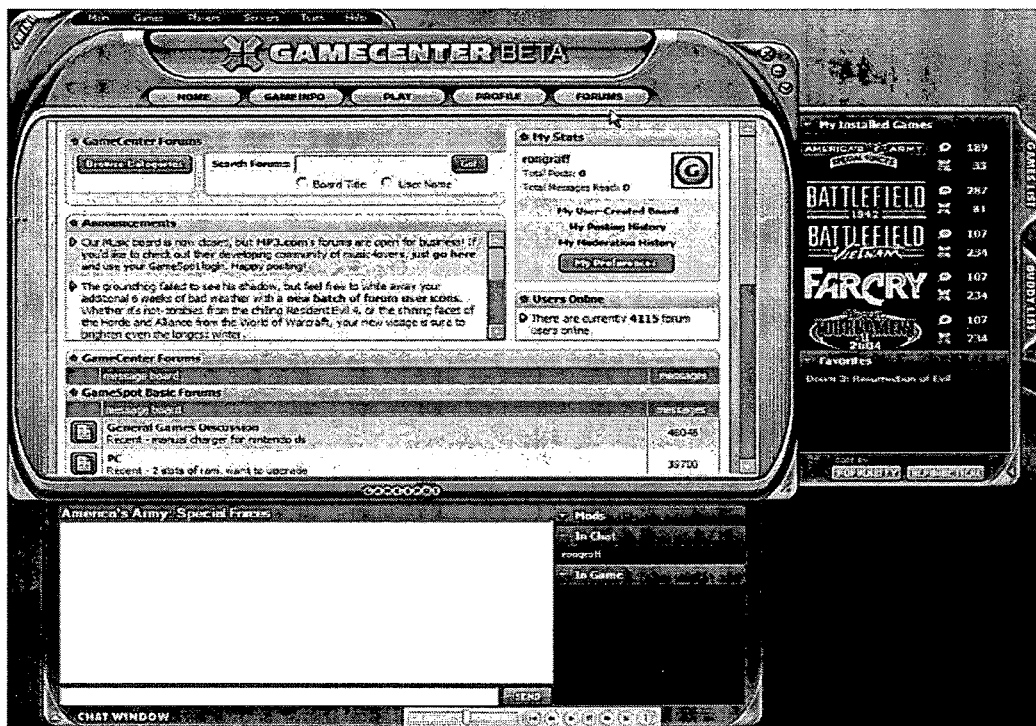 MENU
Main Games Players Servers Tools Help
GAMECENTER BETA
HOME GAME INFO PLAY PROFILE FORUMS
GameCenter Forums
Browse Categories Search Forums: Go!
Board Title User Name
My Stats
rongraff
Total Posts: 0
Total Messages Read: 0
My User-Created Board
My Posting History
My Moderation History
My Preferences
Announcements
Our Music board is now closed, but MP3.com's forums are open for business! If
you'd like to check out their developing community of music-lovers, just go here
and use your GameSpot login. Happy posting!
The groundhog failed to see his shadow, but feel free to while away your
additional 6 weeks of bad weather with a new batch of forum user icons.
Whether it's not-zombies from the chilling Resident Evil 4, or the shining faces of
the Horde and Alliance from the World of Warcraft, your new visage is sure to
brighten even the longest winter.
Users Online
There are currently 4115 forum
users online.
GameCenter Forums
message board messages
GameSpot Basic Forums
message board messages
General Games Discussion
Recent - manual charger for nintendo ds
PC
Recent - 2 slots of ram, want to upgrade
39700
GAMESPOT
My Installed Games
AMERICA'S ARMY
SPECIAL FORCES
189
33
BATTLEFIELD
1942
287
81
BATTLEFIELD
VIETNAM
107
234
FARCRY
107
234
TOURNAMENT
2004
107
234
Favorites
Doom 3: Resurrection of Evil
SORT BY
POPULARITY ALPHABETICAL
GAMES LIST
America's Army: Special Forces
Mods
In Chat
rongraff
In Game
SEND
CHAT WINDOW